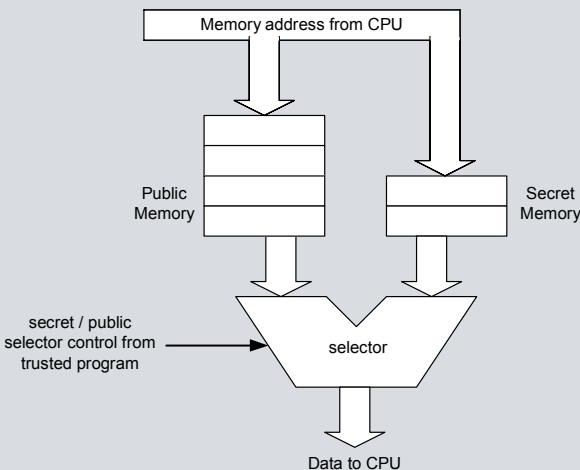 Memory address from CPU
Public
Memory
Secret
Memory
secret / public
selector control from
trusted program
selector
Data to CPU